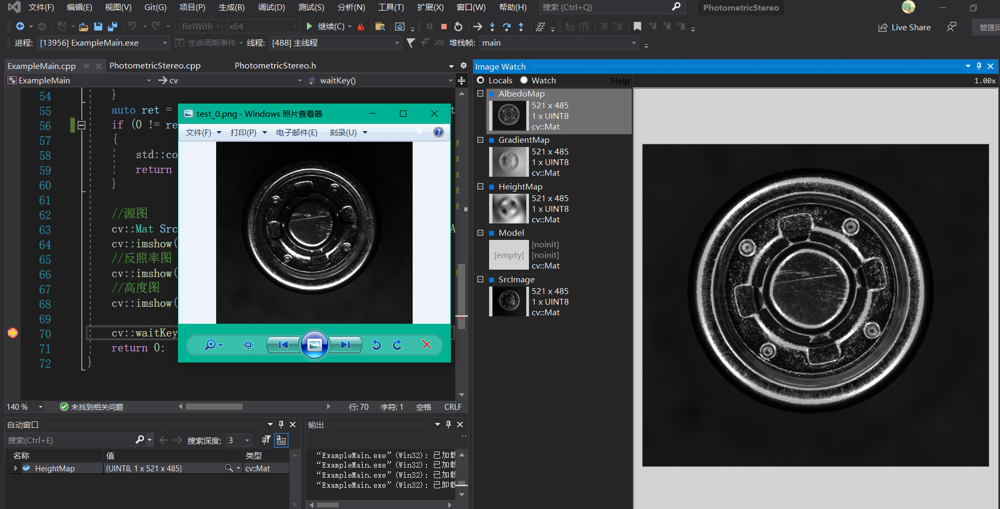 文件(F) 编辑(E) 视图(V) Git(G) 项目(P) 生成(B) 调试(D) 测试(S) 分析(N) 工具(T) 扩展(X) 窗口(W) 帮助(H) 搜索 (Ctrl+Q) PhotometricStereo
RelWith x64 继续(C) Live Share 管理员
进程: [13956] ExampleMain.exe 生命周期事件 线程: [488] 主线程 堆栈帧: main
ExampleMain.cpp PhotometricStereo.cpp PhotometricStereo.h
ExampleMain cv waitKey()
54 }
55 auto ret =
56 if (0 != re
57 {
58 std::co
59 return
60 }
61
62 //源图
63 cv::Mat Src
64 cv::imshow(
65 //反照率图
66 cv::imshow(
67 //高度图
68 cv::imshow(
69
70 cv::waitKey
71 return 0;
72 }
test_0.png - Windows 照片查看器
文件(F) 打印(P) 电子邮件(E) 刻录(U)
140 % 未找到相关问题 行: 70 字符: 1 空格 CRLF
自动窗口
搜索(Ctrl+E) 搜索深度: 3
名称 值 类型
HeightMap {UINT8, 1 x 521 x 485} cv::Mat
输出
“ExampleMain.exe” (Win32): 已加载
“ExampleMain.exe” (Win32): 已加载
“ExampleMain.exe” (Win32): 已加载
“ExampleMain.exe” (Win32): 已卸载
Image Watch
Locals Watch Help 1.00x
AlbedoMap
521 x 485
1 x UINT8
cv::Mat
GradientMap
521 x 485
1 x UINT8
cv::Mat
HeightMap
521 x 485
1 x UINT8
cv::Mat
Model
[empty]
[noinit]
[noinit]
cv::Mat
SrcImage
521 x 485
1 x UINT8
cv::Mat